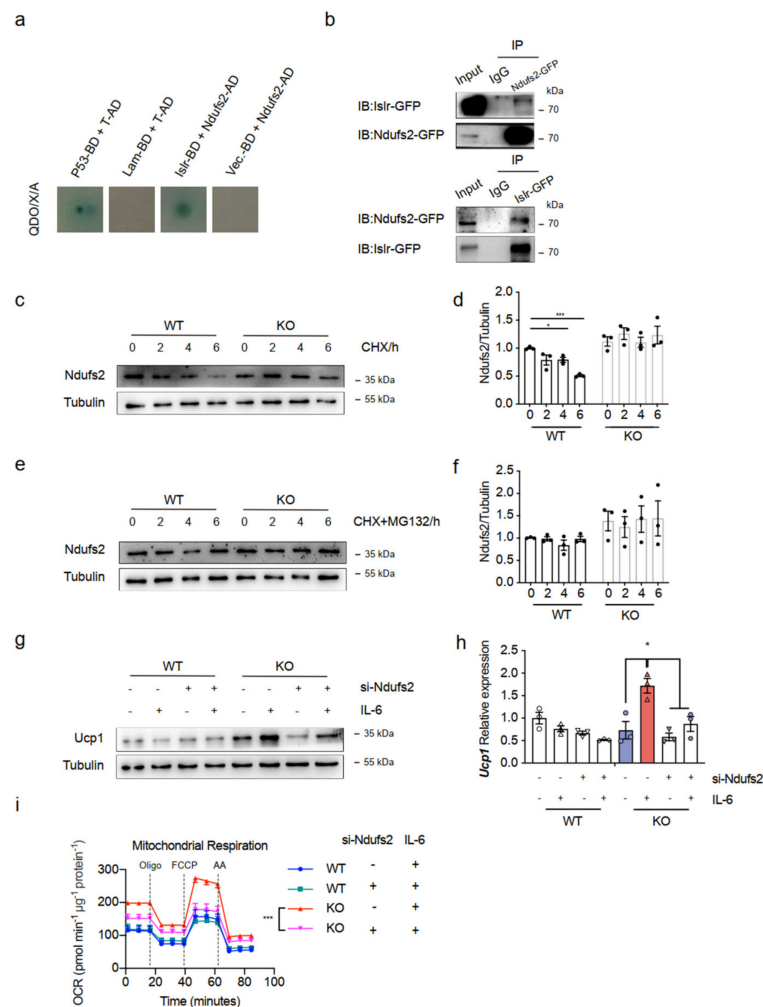 a
P53-BD + T-AD
Lam-BD + T-AD
Islr-BD + Ndufs2-AD
Vec.-BD + Ndufs2-AD
QDO/X/A
b
IP
Input
IgG
Ndufs2-GFP
kDa
IB:Islr-GFP
– 70
IB:Ndufs2-GFP
– 70
IP
Input
IgG
Islr-GFP
kDa
IB:Ndufs2-GFP
– 70
IB:Islr-GFP
– 70
c
WT KO
0 2 4 6 0 2 4 6 CHX/h
Ndufs2
– 35 kDa
Tubulin
– 55 kDa
d
Ndufs2/Tubulin
2.0
1.5
1.0
0.5
0.0
***
*
0 2 4 6 0 2 4 6
WT KO
e
WT KO
0 2 4 6 0 2 4 6 CHX+MG132/h
Ndufs2
– 35 kDa
Tubulin
– 55 kDa
f
Ndufs2/Tubulin
2.5
2.0
1.5
1.0
0.5
0.0
0 2 4 6 0 2 4 6
WT KO
g
WT KO
- - + + - - + + si-Ndufs2
- + - + - + - + IL-6
Ucp1
– 35 kDa
Tubulin
– 55 kDa
h
Ucp1 Relative expression
2.5
2.0
1.5
1.0
0.5
0.0
*
- - + + - - + + si-Ndufs2
- + - + - + - + IL-6
WT KO
i
Mitochondrial Respiration
si-Ndufs2 IL-6
Oligo FCCP AA
OCR (pmol min⁻¹ µg⁻¹ protein⁻¹)
300
200
100
0
0 20 40 60 80 100
Time (minutes)
WT - +
WT + +
KO - +
KO + +
***